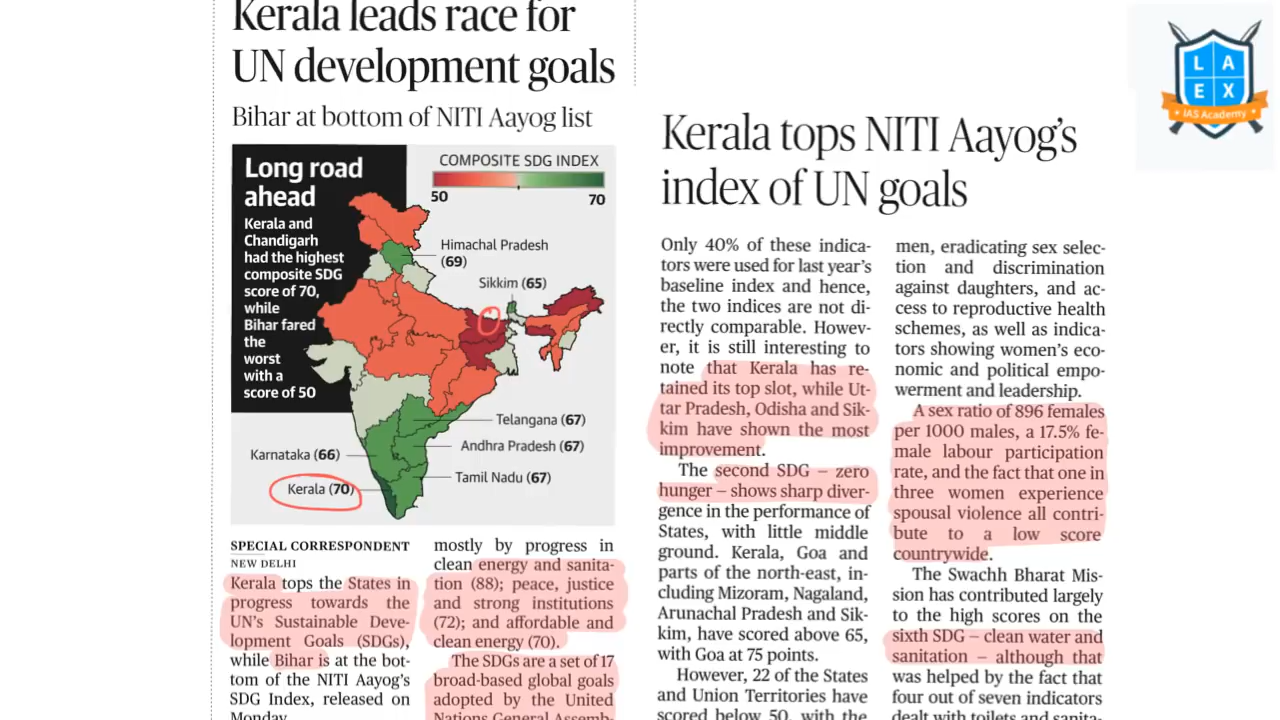 Kerala leads race for
UN development goals
Bihar at bottom of NITI Aayog list
Long road
ahead
Kerala and
Chandigarh
had the highest
composite SDG
score of 70,
while
Bihar fared
the
worst
with a
score of 50
COMPOSITE SDG INDEX
50
70
Himachal Pradesh
(69)
Sikkim (65)
Telangana (67)
Andhra Pradesh (67)
Karnataka (66)
Tamil Nadu (67)
Kerala (70)
SPECIAL CORRESPONDENT
NEW DELHI
Kerala tops the States in
progress towards the
UN's Sustainable Deve-
lopment Goals (SDGs),
while Bihar is at the bot-
tom of the NITI Aayog's
SDG Index, released on
Monday.
mostly by progress in
clean energy and sanita-
tion (88); peace, justice
and strong institutions
(72); and affordable and
clean energy (70).
The SDGs are a set of 17
broad-based global goals
adopted by the United
Nations General Assemb-
Kerala tops NITI Aayog's
index of UN goals
Only 40% of these indica-
tors were used for last year's
baseline index and hence,
the two indices are not di-
rectly comparable. Howev-
er, it is still interesting to
note that Kerala has re-
tained its top slot, while Ut-
tar Pradesh, Odisha and Sik-
kim have shown the most
improvement.
The second SDG – zero
hunger – shows sharp diver-
gence in the performance of
States, with little middle
ground. Kerala, Goa and
parts of the north-east, in-
cluding Mizoram, Nagaland,
Arunachal Pradesh and Sik-
kim, have scored above 65,
with Goa at 75 points.
However, 22 of the States
and Union Territories have
scored below 50, with the
men, eradicating sex selec-
tion and discrimination
against daughters, and ac-
cess to reproductive health
schemes, as well as indica-
tors showing women's eco-
nomic and political empo-
werment and leadership.
A sex ratio of 896 females
per 1000 males, a 17.5% fe-
male labour participation
rate, and the fact that one in
three women experience
spousal violence all contri-
bute to a low score
countrywide.
The Swachh Bharat Mis-
sion has contributed largely
to the high scores on the
sixth SDG – clean water and
sanitation – although that
was helped by the fact that
four out of seven indicators
dealt with toilets and sanita-
L A
E X
IAS Academy